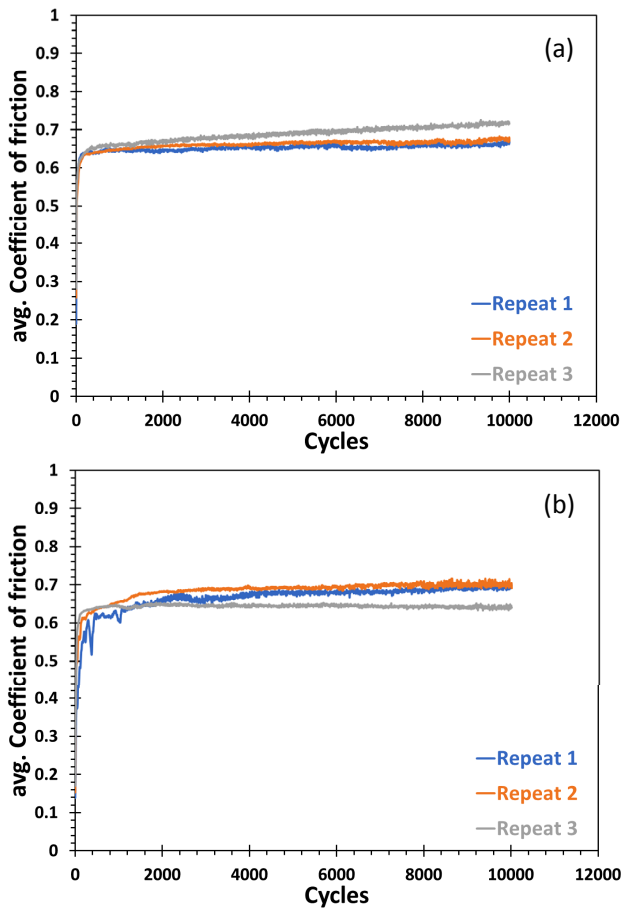 (a)
avg. Coefficient of friction
1
0.9
0.8
0.7
0.6
0.5
0.4
0.3
0.2
0.1
0
Repeat 1
Repeat 2
Repeat 3
0 2000 4000 6000 8000 10000 12000
Cycles
(b)
avg. Coefficient of friction
1
0.9
0.8
0.7
0.6
0.5
0.4
0.3
0.2
0.1
0
Repeat 1
Repeat 2
Repeat 3
0 2000 4000 6000 8000 10000 12000
Cycles